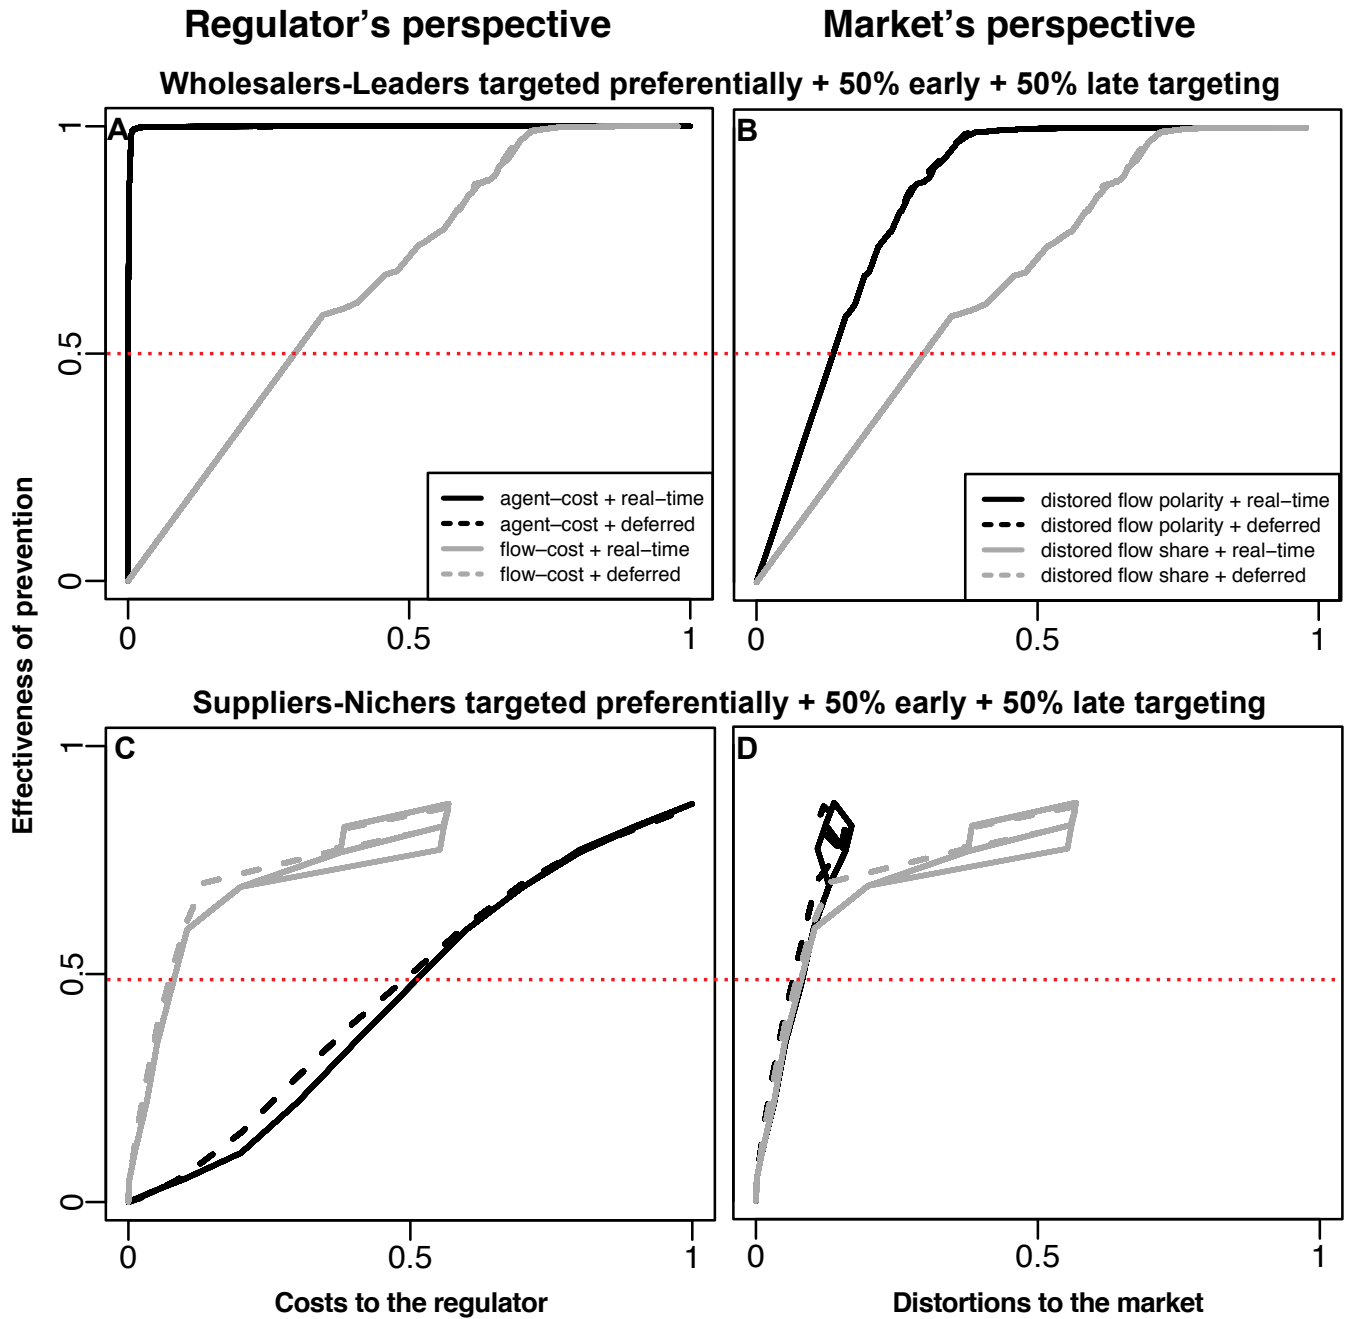 Regulator's perspective
Market's perspective
Wholesalers-Leaders targeted preferentially + 50% early + 50% late targeting
A
B
1
0.5
0
agent–cost + real–time
agent–cost + deferred
flow–cost + real–time
flow–cost + deferred
distored flow polarity + real–time
distored flow polarity + deferred
distored flow share + real–time
distored flow share + deferred
0
0.5
1
0
0.5
1
Effectiveness of prevention
Suppliers-Nichers targeted preferentially + 50% early + 50% late targeting
C
D
1
0.5
0
0
0.5
1
0
0.5
1
Costs to the regulator
Distortions to the market